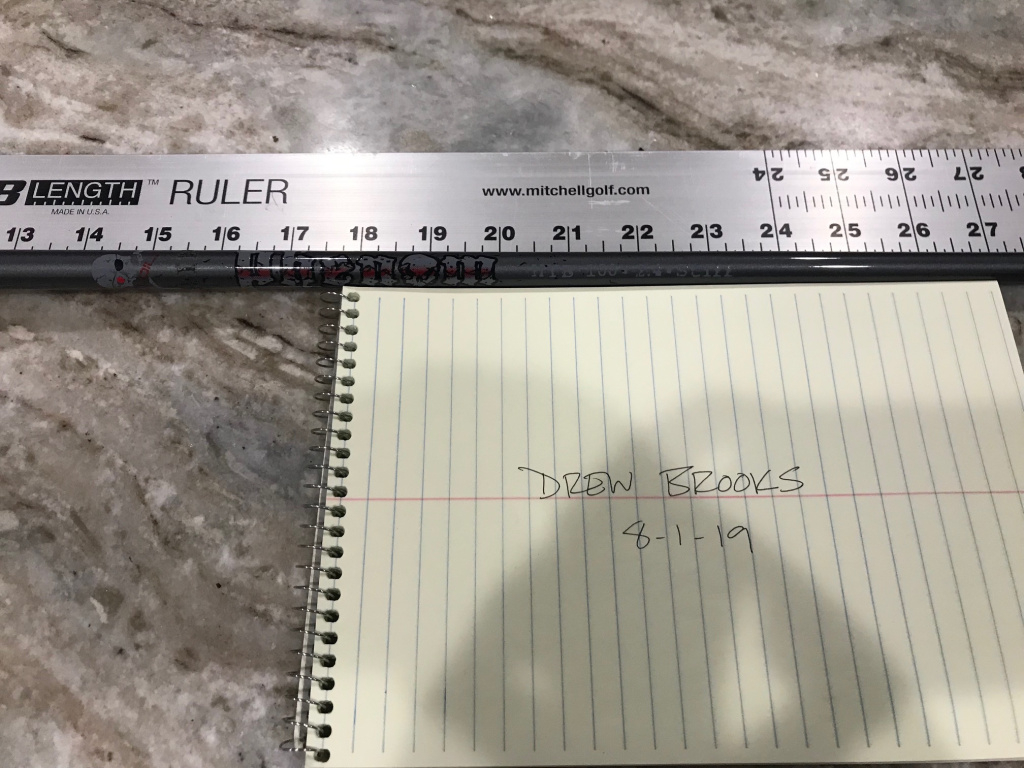 LENGTH™ RULER
MADE IN U.S.A.
www.mitchellgolf.com
24 25 26 27
13 14 15 16 17 18 19 20 21 22 23 24 25 26 27
DREW BROOKS
8-1-19